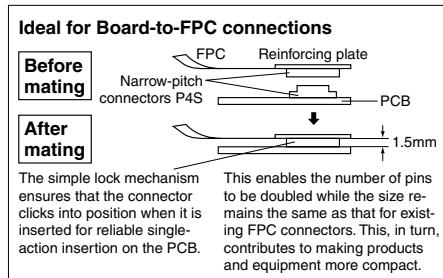 Ideal for Board-to-FPC connections
Before
mating
FPC
Reinforcing plate
Narrow-pitch
connectors P4S
PCB
After
mating
1.5mm
The simple lock mechanism
ensures that the connector
clicks into position when it is
inserted for reliable single-
action insertion on the PCB.
This enables the number of pins
to be doubled while the size re-
mains the same as that for exist-
ing FPC connectors. This, in turn,
contributes to making products
and equipment more compact.